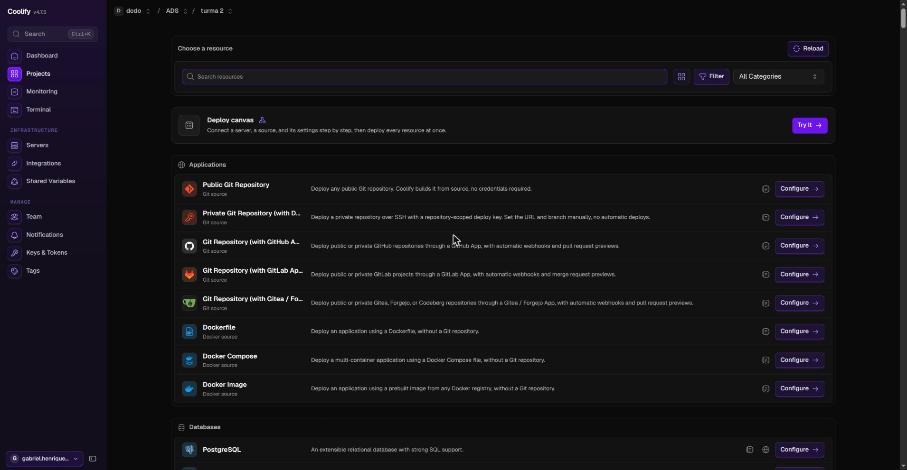 Coolify v4.1.5
D dodo / ADS / turma 2
Search Ctrl+K
Dashboard
Projects
Monitoring
Terminal
INFRASTRUCTURE
Servers
Integrations
Shared Variables
MANAGE
Team
Notifications
Keys & Tokens
Tags
G gabriel.henrique...
Choose a resource
Reload
Search resources
Filter
All Categories
Deploy canvas
Connect a server, a source, and its settings step by step, then deploy every resource at once.
Try It →
Applications
Public Git Repository
Git source
Deploy any public Git repository. Coolify builds it from source, no credentials required.
Configure →
Private Git Repository (with D...
Git source
Deploy a private repository over SSH with a repository-scoped deploy key. Set the URL and branch manually, no automatic deploys.
Configure →
Git Repository (with GitHub A...
Git source
Deploy public or private GitHub repositories through a GitHub App, with automatic webhooks and pull request previews.
Configure →
Git Repository (with GitLab Ap...
Git source
Deploy public or private GitLab projects through a GitLab App, with automatic webhooks and merge request previews.
Configure →
Git Repository (with Gitea / Fo...
Git source
Deploy public or private Gitea, Forgejo, or Codeberg repositories through a Gitea / Forgejo App, with automatic webhooks and pull request previews.
Configure →
Dockerfile
Docker source
Deploy an application using a Dockerfile, without a Git repository.
Configure →
Docker Compose
Docker source
Deploy a multi-container application using a Docker Compose file, without a Git repository.
Configure →
Docker Image
Docker source
Deploy an application using a prebuilt image from any Docker registry, without a Git repository.
Configure →
Databases
PostgreSQL
An extensible relational database with strong SQL support.
Configure →